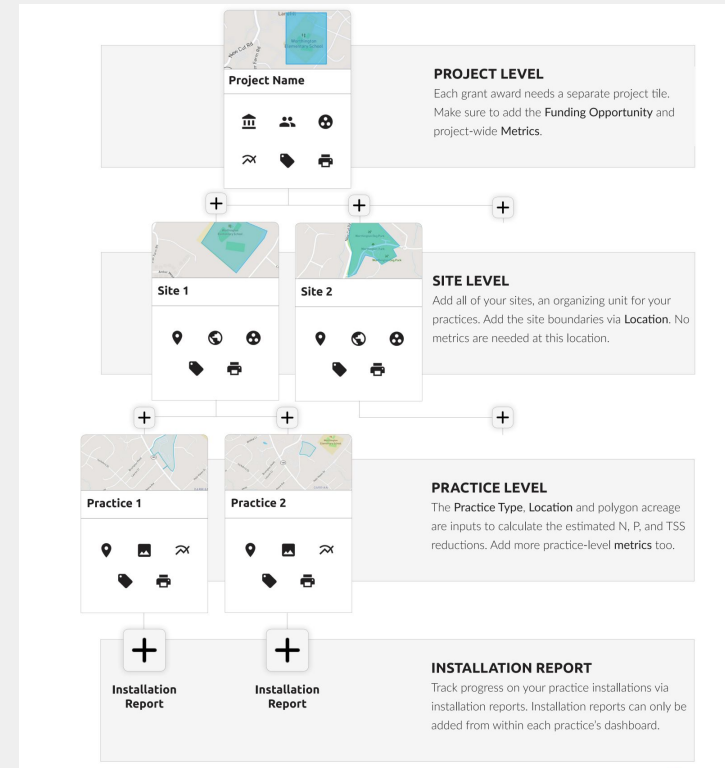 Project Name
PROJECT LEVEL
Each grant award needs a separate project tile.
Make sure to add the Funding Opportunity and
project-wide Metrics.
Site 1
Site 2
SITE LEVEL
Add all of your sites, an organizing unit for your
practices. Add the site boundaries via Location. No
metrics are needed at this location.
Practice 1
Practice 2
PRACTICE LEVEL
The Practice Type, Location and polygon acreage
are inputs to calculate the estimated N, P, and TSS
reductions. Add more practice-level metrics too.
Installation
Report
Installation
Report
INSTALLATION REPORT
Track progress on your practice installations via
installation reports. Installation reports can only be
added from within each practice's dashboard.